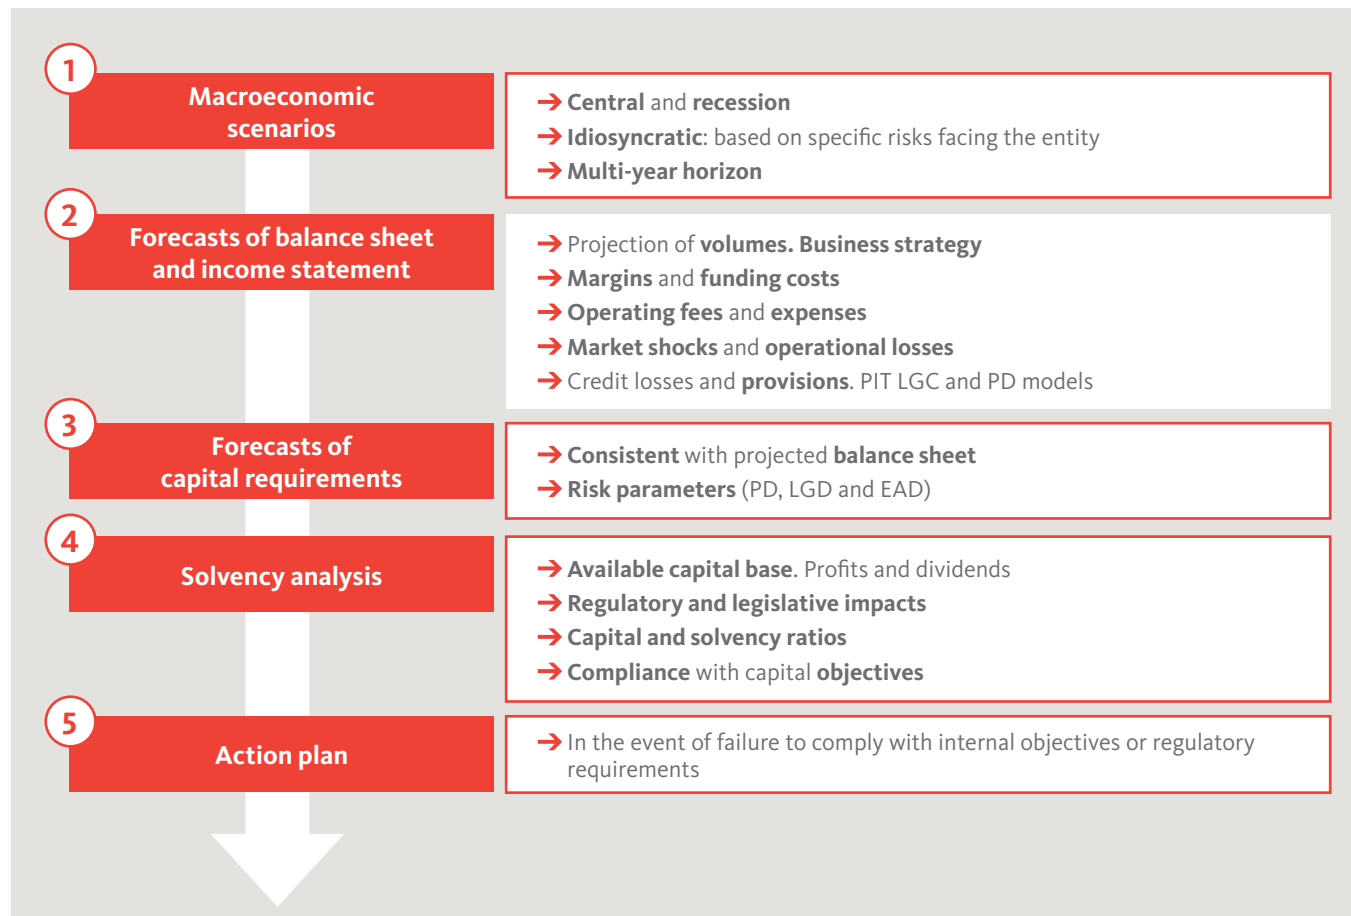 1
Macroeconomic
scenarios
➔ Central and recession
➔ Idiosyncratic: based on specific risks facing the entity
➔ Multi-year horizon
2
Forecasts of balance sheet
and income statement
➔ Projection of volumes. Business strategy
➔ Margins and funding costs
➔ Operating fees and expenses
➔ Market shocks and operational losses
➔ Credit losses and provisions. PIT LGC and PD models
3
Forecasts of
capital requirements
➔ Consistent with projected balance sheet
➔ Risk parameters (PD, LGD and EAD)
4
Solvency analysis
➔ Available capital base. Profits and dividends
➔ Regulatory and legislative impacts
➔ Capital and solvency ratios
➔ Compliance with capital objectives
5
Action plan
➔ In the event of failure to comply with internal objectives or regulatory
requirements